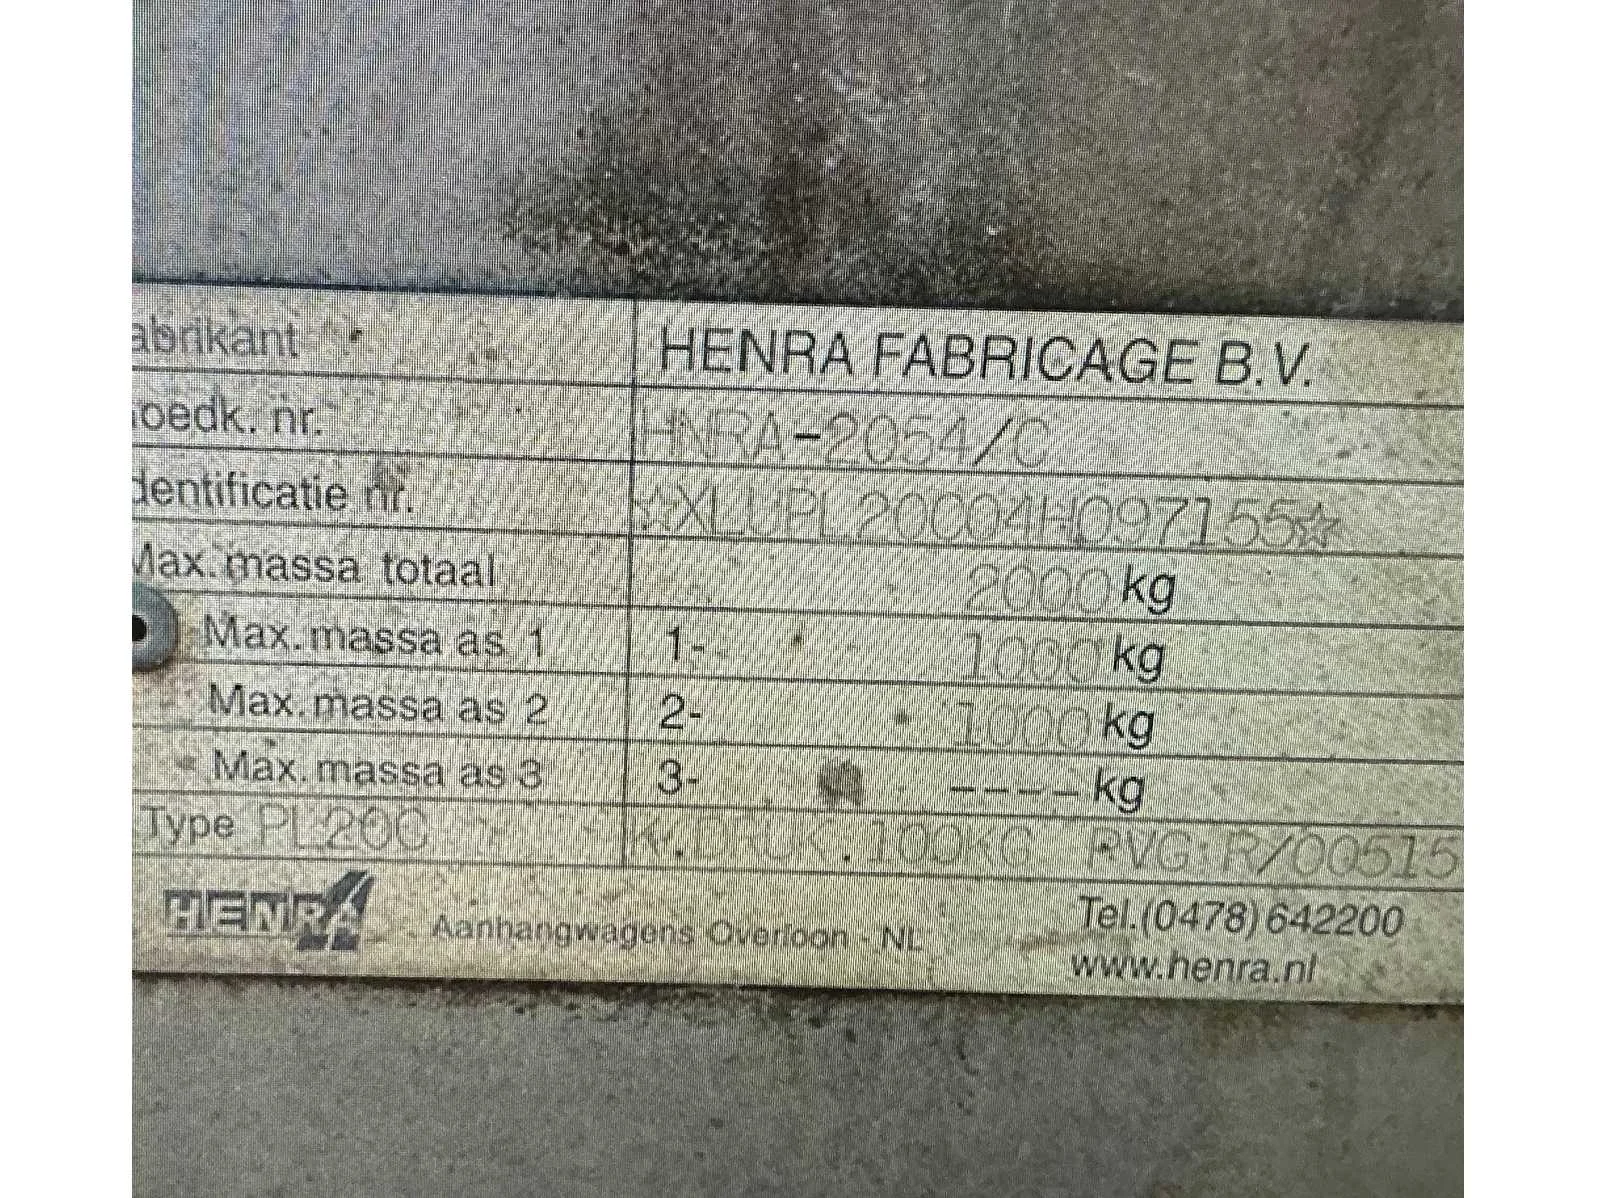 abrikant HENRA FABRICAGE B.V.
oedk. nr. HNRA-2054/C
dentificatie nr. ☆XLUPL20004H097155☆
Max. massa totaal 2000 kg
Max. massa as 1 1- 1000 kg
Max. massa as 2 2- 1000 kg
Max. massa as 3 3- ---- kg
Type PL200 K.DRUK.100KG RVG:R/00515
HENRA Aanhangwagens Overloon - NL Tel.(0478)642200
www.henra.nl